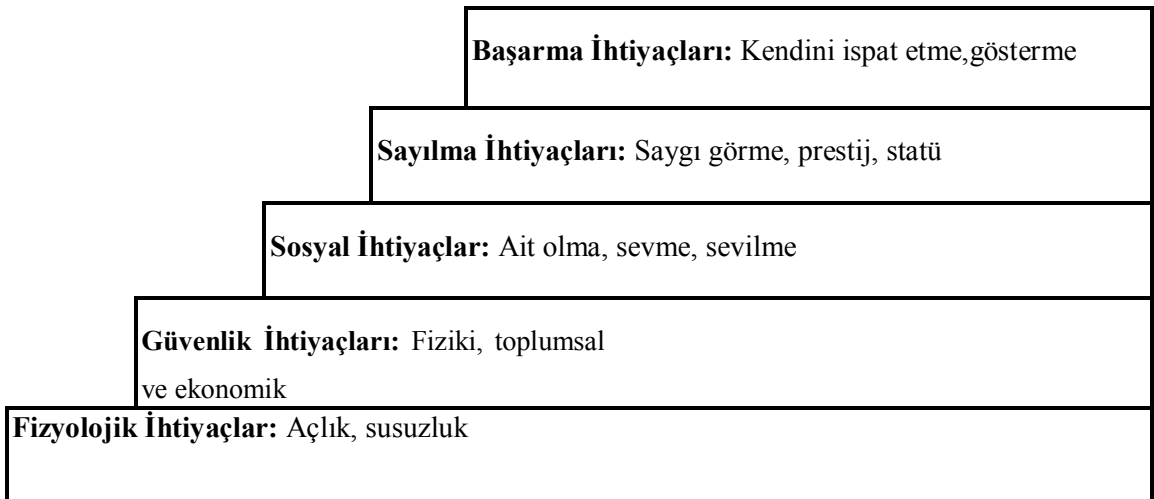 Başarma İhtiyaçları: Kendini ispat etme,gösterme
Sayılma İhtiyaçları: Saygı görme, prestij, statü
Sosyal İhtiyaçlar: Ait olma, sevme, sevilme
Güvenlik İhtiyaçları: Fiziki, toplumsal
ve ekonomik
Fizyolojik İhtiyaçlar: Açlık, susuzluk